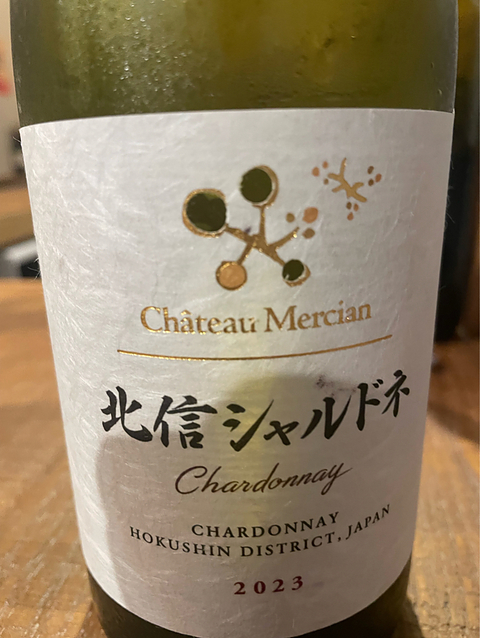 Château Mercian
北信シャルドネ
Chardonnay
CHARDONNAY
HOKUSHIN DISTRICT, JAPAN
2023